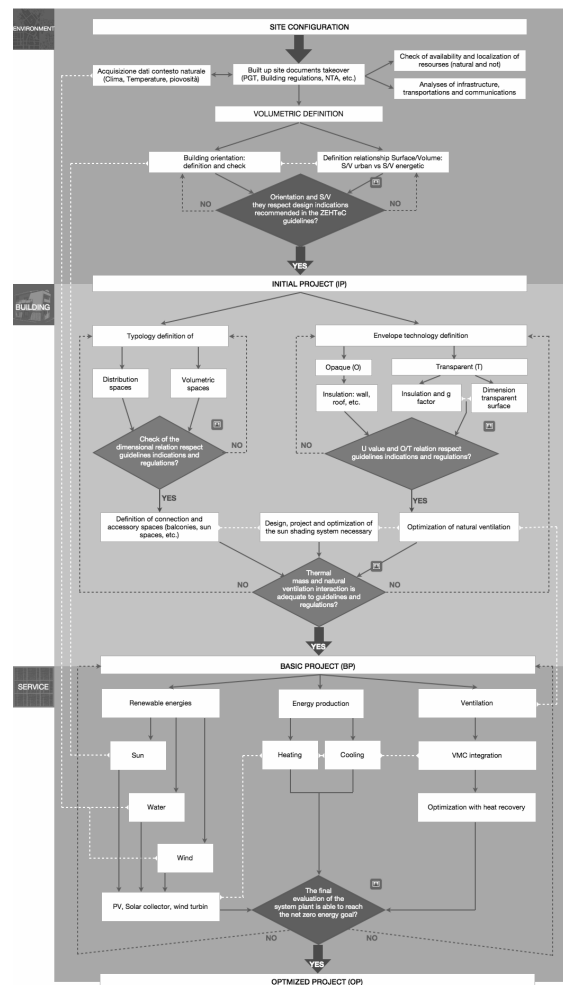 ENVIRONMENT
SITE CONFIGURATION
Acquisizione dati contesto naturale
(Clima, Temperature, piovosità)
Built up site documents takeover
(PGT, Building regulations, NTA, etc.)
Check of availability and localization of
resourses (natural and not)
Analyses of infrastructure,
transportations and communications
VOLUMETRIC DEFINITION
Building orientation:
definition and check
Definition relationship Surface/Volume:
S/V urban vs S/V energetic
Orientation and S/V
they respect design indications
recommended in the ZEHTeC
guidelines?
NO
NO
YES
BUILDING
INITIAL PROJECT (IP)
Typology definition of
Envelope technology definition
Opaque (O)
Transparent (T)
Distribution
spaces
Volumetric
spaces
Insulation: wall,
roof, etc.
Insulation and g
factor
Dimension
transparent
surface
Check of the
dimensional relation respect
guidelines indications and
regulations?
NO
NO
U value and O/T relation respect
guidelines indications and regulations?
YES
YES
Definition of connection and
accessory spaces (balconies, sun
spaces, etc.)
Design, project and optimization of
the sun shading system necessary
Optimization of natural ventilation
NO
Thermal
mass and natural
ventilation interaction is
adequate to guidelines and
regulations?
NO
YES
SERVICE
BASIC PROJECT (BP)
Renewable energies
Energy production
Ventilation
Sun
Heating
Cooling
VMC integration
Water
Optimization with heat recovery
Wind
PV, Solar collector, wind turbin
The final
evaluation of the
system plant is able to reach
the net zero energy goal?
NO
NO
YES
OPTMIZED PROJECT (OP)